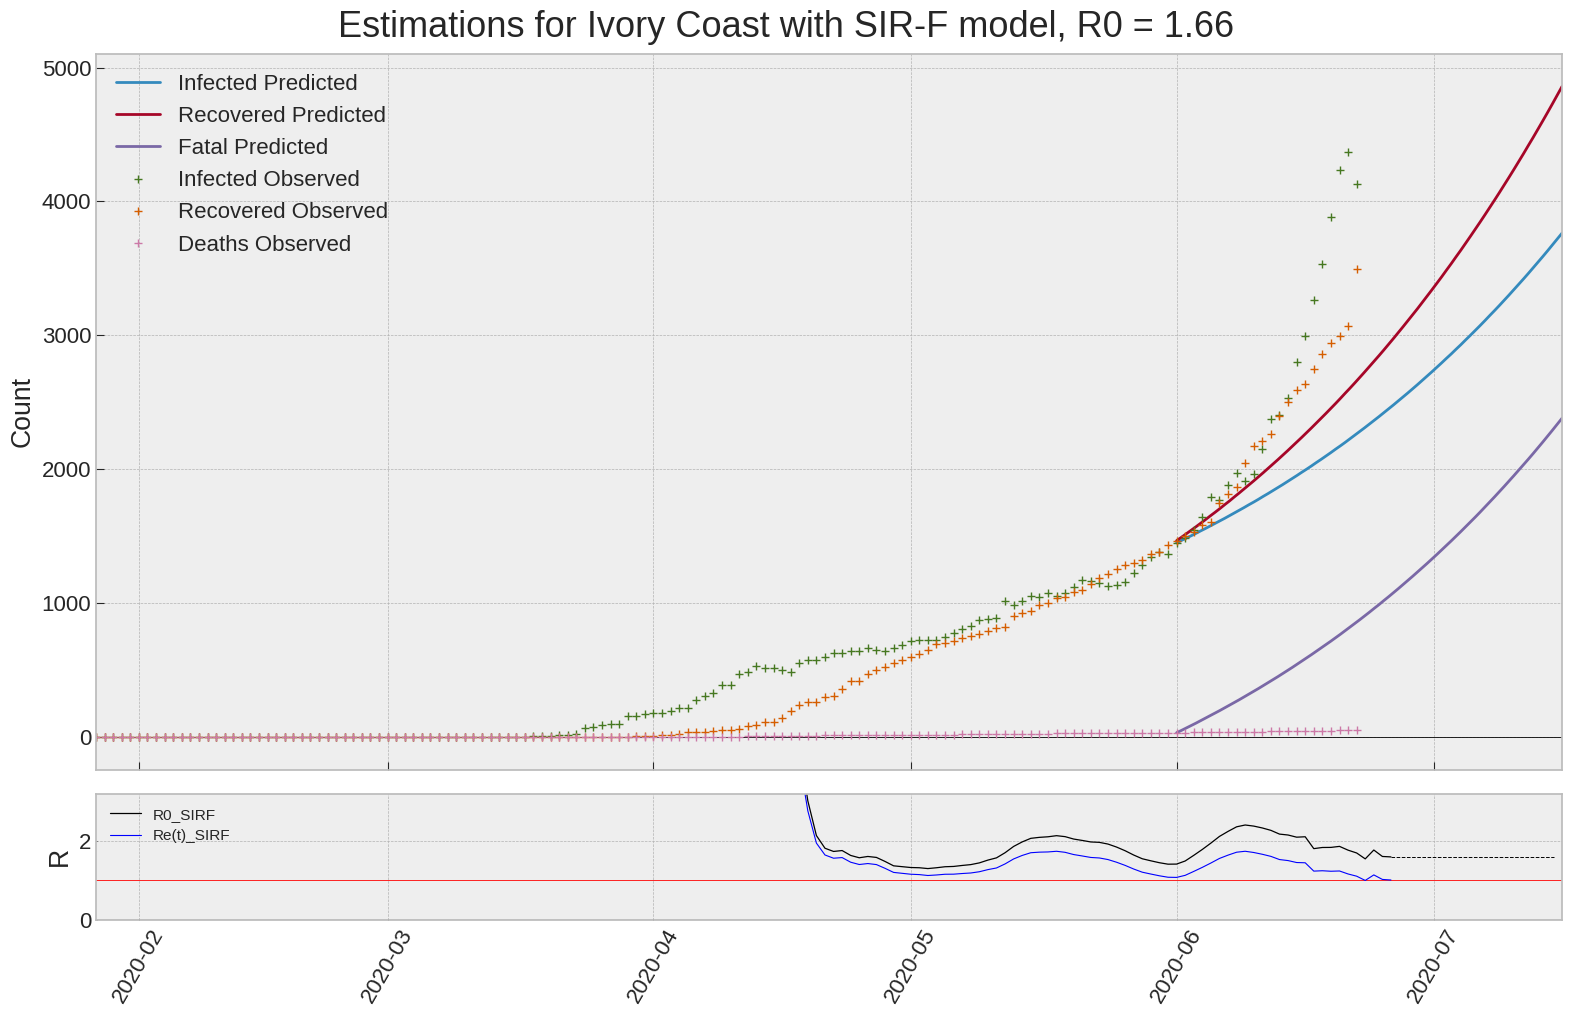 Estimations for Ivory Coast with SIR-F model, R0 = 1.66
5000
4000
3000
2000
1000
0
Count
Infected Predicted
Recovered Predicted
Fatal Predicted
Infected Observed
Recovered Observed
Deaths Observed
R0_SIRF
Re(t)_SIRF
2
0
R
2020-02
2020-03
2020-04
2020-05
2020-06
2020-07